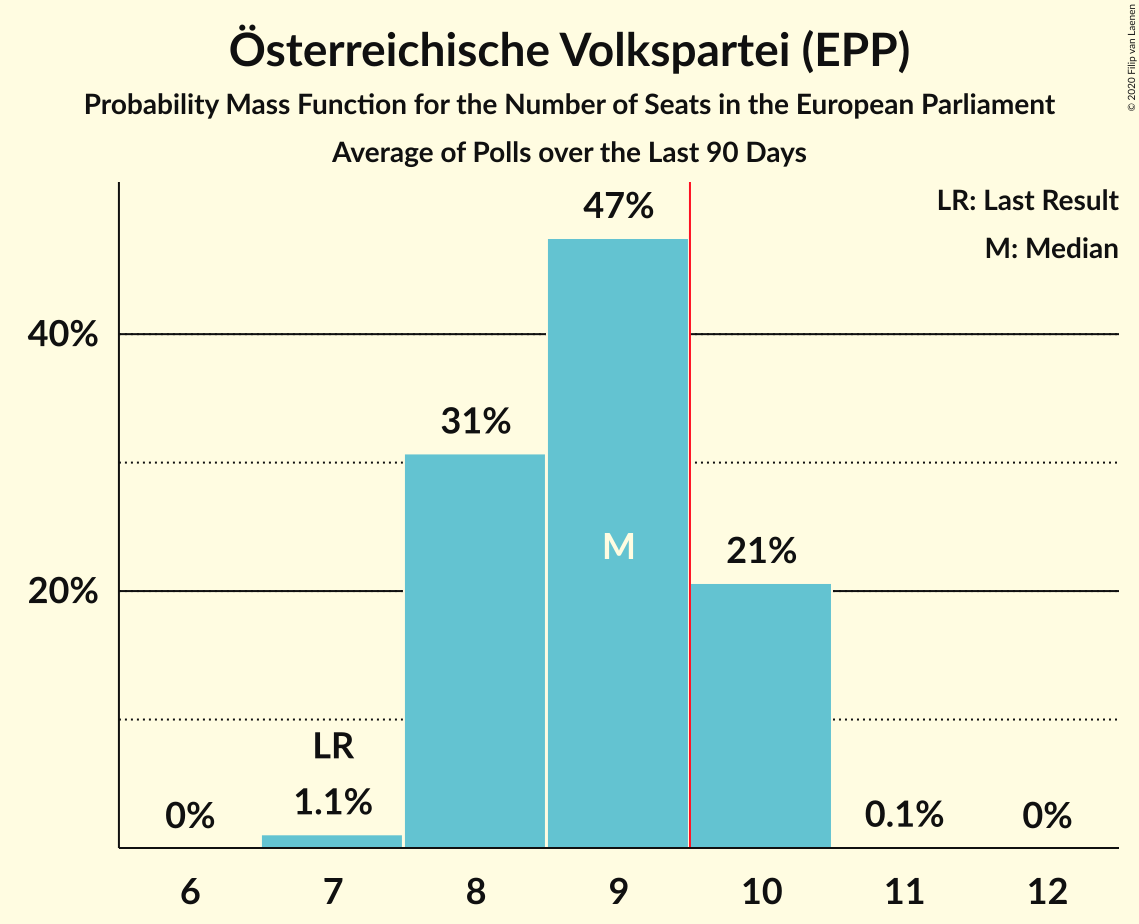 Österreichische Volkspartei (EPP)
Probability Mass Function for the Number of Seats in the European Parliament
Average of Polls over the Last 90 Days
© 2020 Filip van Laenen
LR: Last Result
M: Median
47%
40%
31%
M
21%
20%
LR
0%
1.1%
0.1%
0%
6 7 8 9 10 11 12